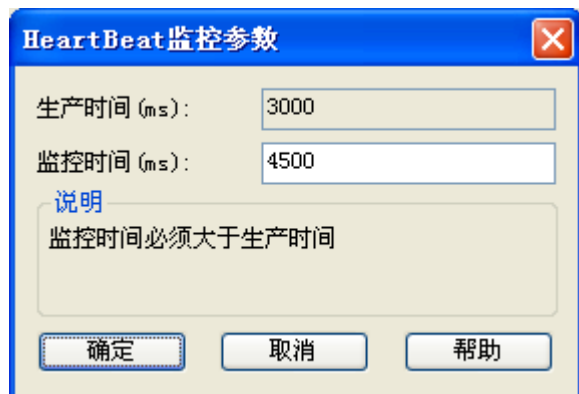 HeartBeat监控参数
生产时间(ms): 3000
监控时间(ms): 4500
说明
监控时间必须大于生产时间
确定 取消 帮助